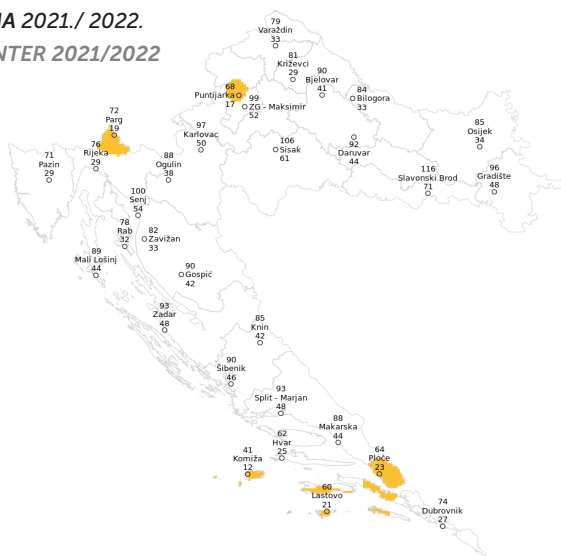 NA 2021./ 2022.
NTER 2021/2022
79
Varaždin
33
81
Križevci
29
90
Bjelovar
41
68
Puntijarka
17
99
ZG - Maksimir
52
84
Bilogora
33
72
Parg
19
97
Karlovac
50
85
Osijek
34
76
Rijeka
29
106
Sisak
61
92
Daruvar
44
71
Pazin
29
88
Ogulin
38
116
Slavonski Brod
71
96
Gradište
48
100
Senj
54
78
Rab
32
82
Zavižan
33
89
Mali Lošinj
44
90
Gospić
42
93
Zadar
48
85
Knin
42
90
Šibenik
46
93
Split - Marjan
48
88
Makarska
44
62
Hvar
25
41
Komiža
12
64
Ploče
23
60
Lastovo
21
74
Dubrovnik
27